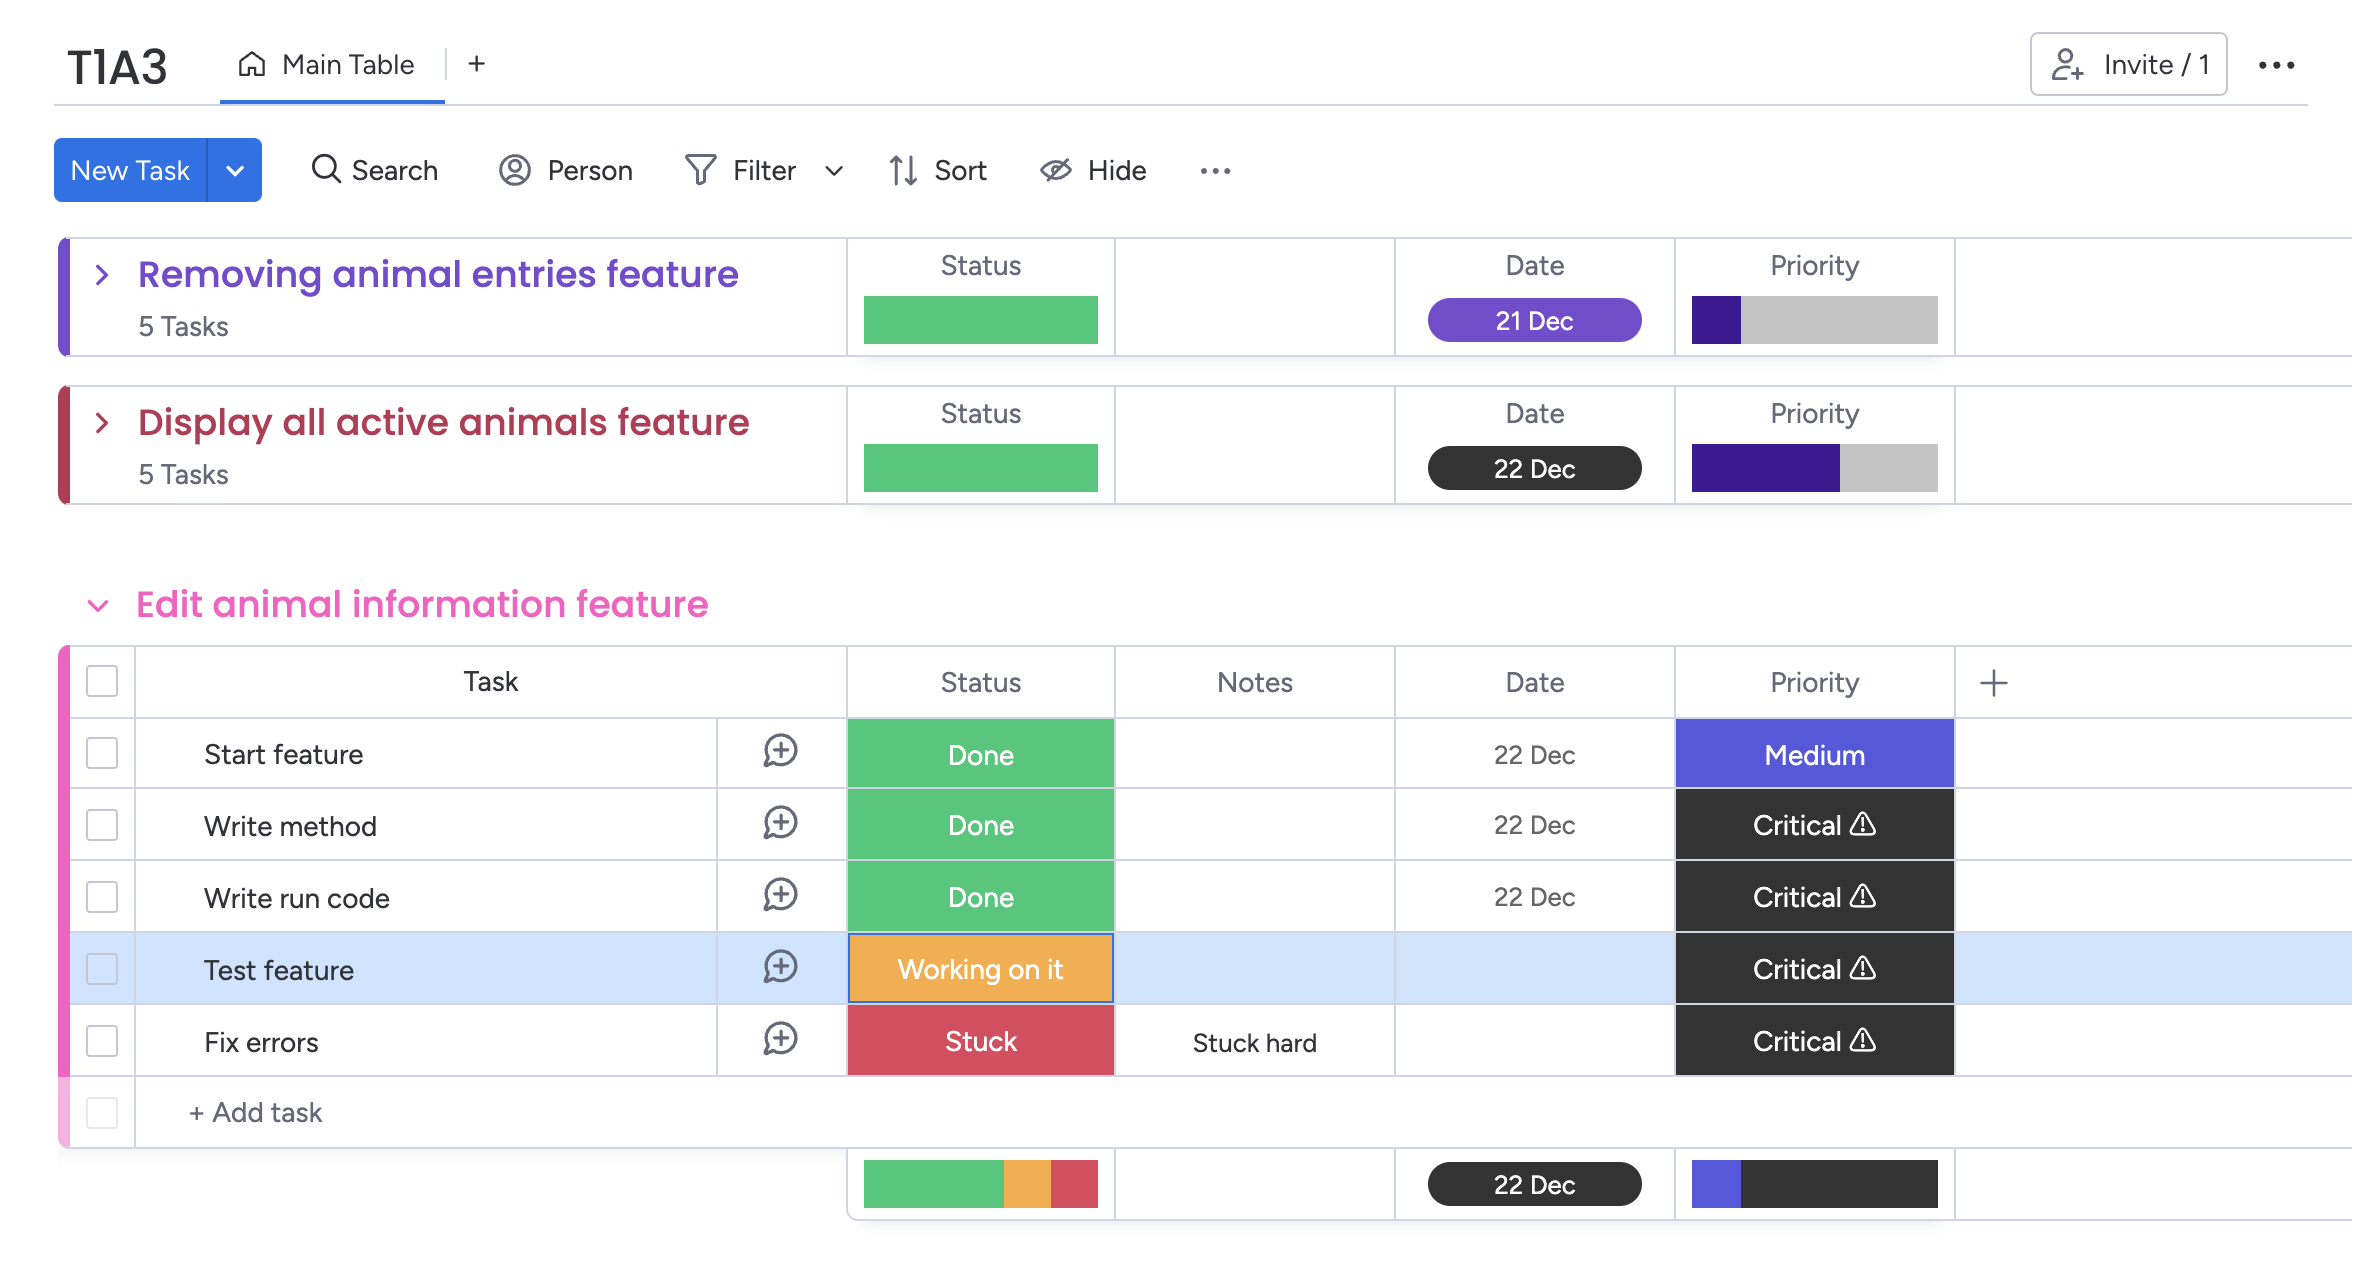 T1A3 Main Table + Invite / 1
New Task Search Person Filter Sort Hide
Removing animal entries feature
5 Tasks
Status Date Priority
21 Dec
Display all active animals feature
5 Tasks
Status Date Priority
22 Dec
Edit animal information feature
Task Status Notes Date Priority +
Start feature Done 22 Dec Medium
Write method Done 22 Dec Critical ⚠
Write run code Done 22 Dec Critical ⚠
Test feature Working on it Critical ⚠
Fix errors Stuck Stuck hard Critical ⚠
+ Add task
22 Dec